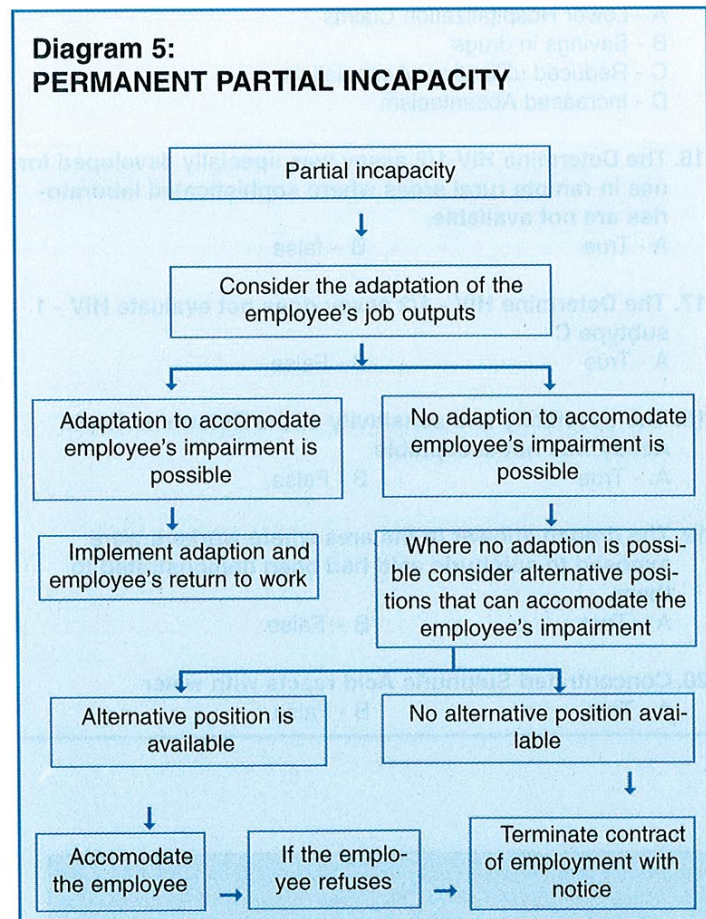 Diagram 5:
PERMANENT PARTIAL INCAPACITY
Partial incapacity
Consider the adaptation of the
employee's job outputs
Adaptation to accomodate
employee's impairment is
possible
No adaption to accomodate
employee's impairment is
possible
Implement adaption and
employee's return to work
Where no adaption is possi-
ble consider alternative posi-
tions that can accomodate the
employee's impairment
Alternative position is
available
No alternative position avai-
lable
Accomodate
the employee
If the emplo-
yee refuses
Terminate contract
of employment with
notice